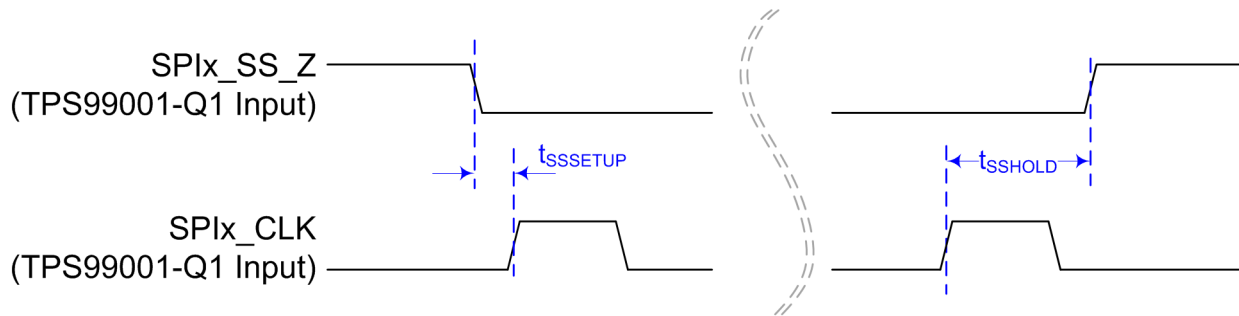 SPIx_SS_Z
(TPS99001-Q1 Input)
tSSSETUP
tSSHOLD
SPIx_CLK
(TPS99001-Q1 Input)